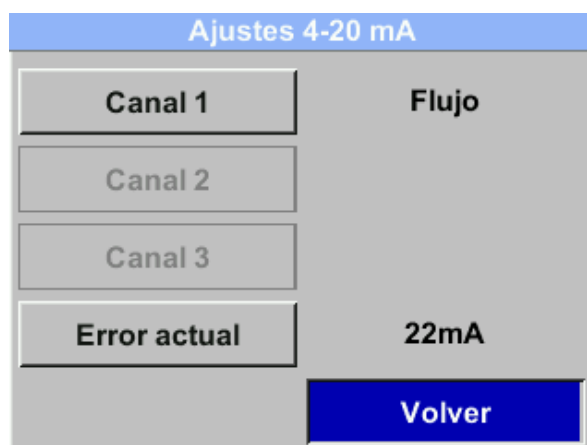 Ajustes 4-20 mA
Canal 1 Flujo
Canal 2
Canal 3
Error actual 22mA
Volver